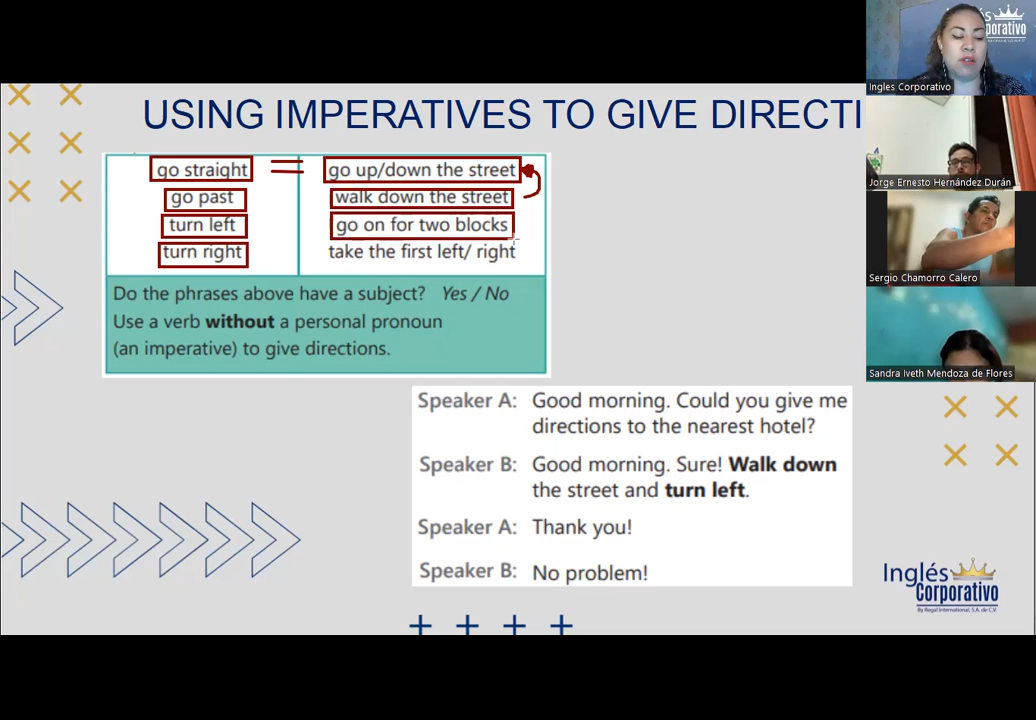 Inglés
Corporativo
Ingles Corporativo
USING IMPERATIVES TO GIVE DIRECTI
go straight
go up/down the street
go past
walk down the street
turn left
go on for two blocks
turn right
take the first left/ right
Do the phrases above have a subject? Yes / No
Use a verb without a personal pronoun
(an imperative) to give directions.
Jorge Ernesto Hernández Durán
Sergio Chamorro Calero
Sandra Iveth Mendoza de Flores
Speaker A: Good morning. Could you give me
directions to the nearest hotel?
Speaker B: Good morning. Sure! Walk down
the street and turn left.
Speaker A: Thank you!
Speaker B: No problem!
Inglés
Corporativo
By Regal International, S.A. de C.V.